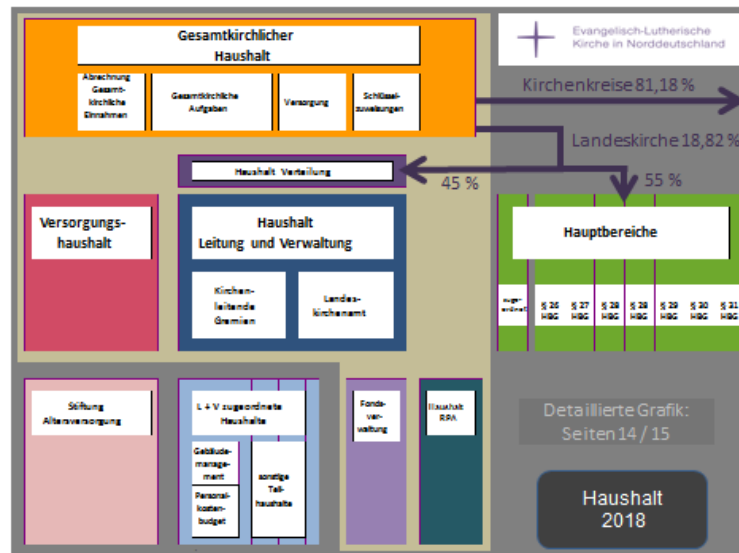 Gesamtkirchlicher
Haushalt
Abrechnung
Gesamt-
kirchliche
Einnahmen
Gesamtkirchliche
Aufgaben
Versorgung
Schlüssel-
zuweisungen
Evangelisch-Lutherische
Kirche in Norddeutschland
Kirchenkreise 81,18 %
Landeskirche 18,82 %
45 %
55 %
Haushalt Verteilung
Versorgungs-
haushalt
Haushalt
Leitung und Verwaltung
Kirchen-
leitende
Gremien
Landes-
kirchenamt
Hauptbereiche
zuge-
ordnet
§ 26
HBG
§ 27
HBG
§ 28
HBG
§ 28
HBG
§ 29
HBG
§ 30
HBG
§ 31
HBG
Stiftung
Altersversorgung
L + V zugeordnete
Haushalte
Gebäude-
manage-
ment
Personal-
kosten-
budget
sonstige
Teil-
haushalte
Fonds-
ver-
waltung
Haushalt
RPA
Detaillierte Grafik:
Seiten 14 / 15
Haushalt
2018